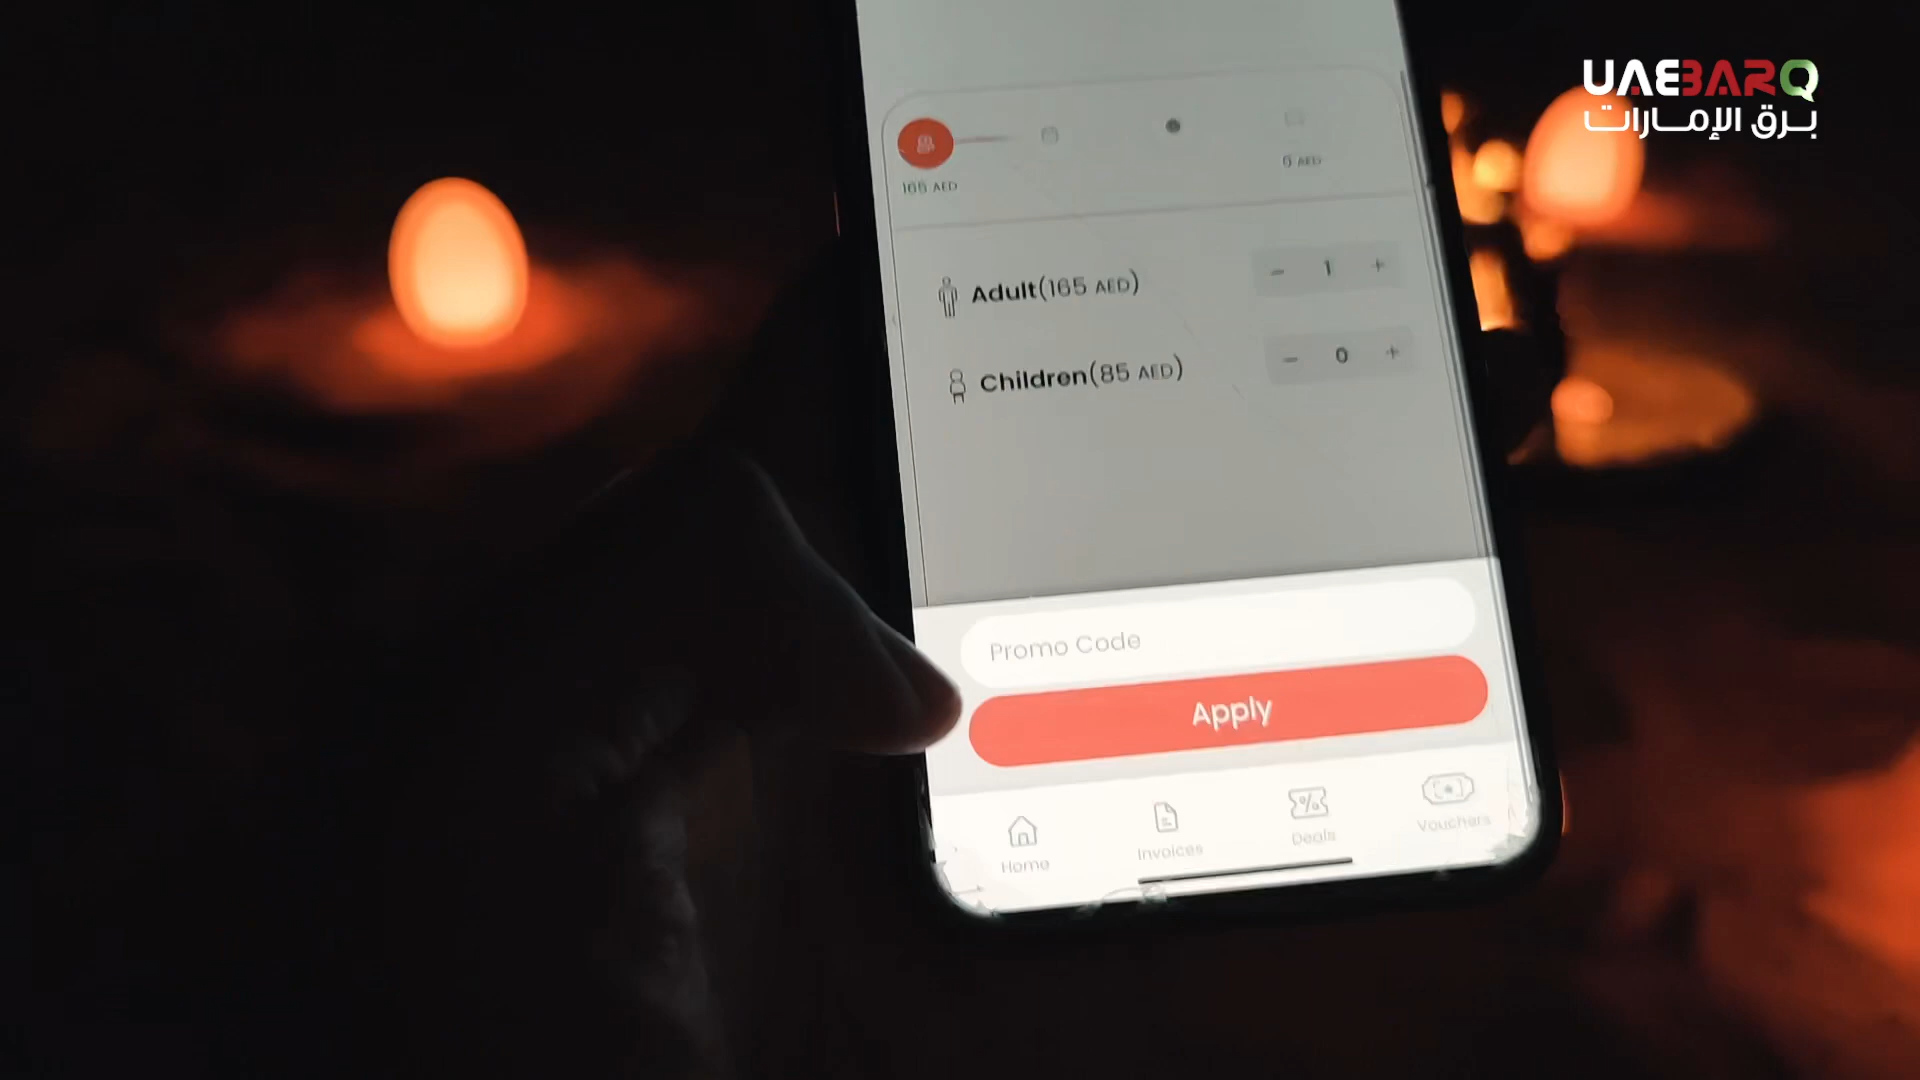 UAEBARQ
برق الإمارات
165 AED
0 AED
Adult(165 AED)
- 1 +
Children(85 AED)
- 0 +
Promo Code
Apply
Home
Invoices
Deals
Vouchers